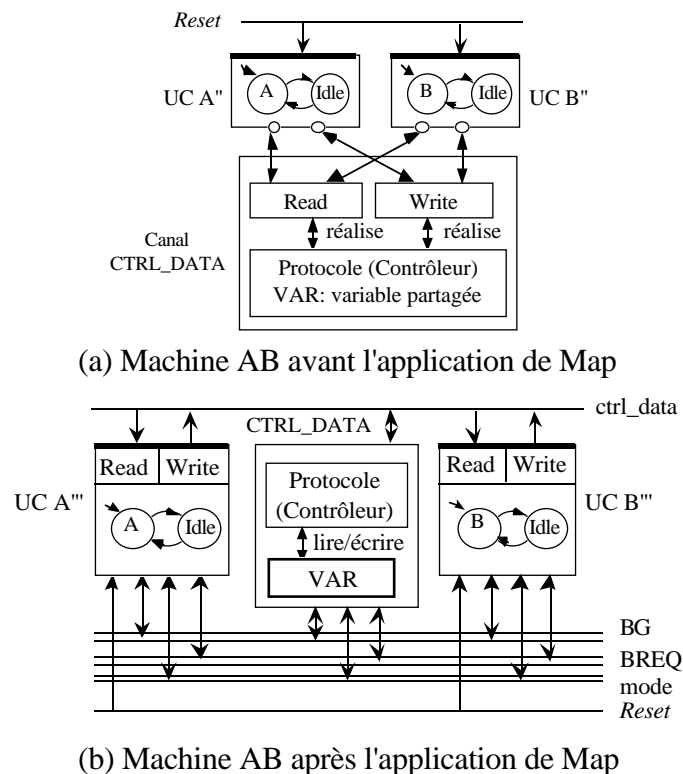 Reset
UC A"
A
Idle
B
Idle
UC B"
Read
Write
réalise
réalise
Canal
CTRL_DATA
Protocole (Contrôleur)
VAR: variable partagée
(a) Machine AB avant l'application de Map
ctrl_data
CTRL_DATA
Read
Write
Read
Write
UC A'''
A
Idle
Protocole
(Contrôleur)
lire/écrire
VAR
B
Idle
UC B'''
BG
BREQ
mode
Reset
(b) Machine AB après l'application de Map